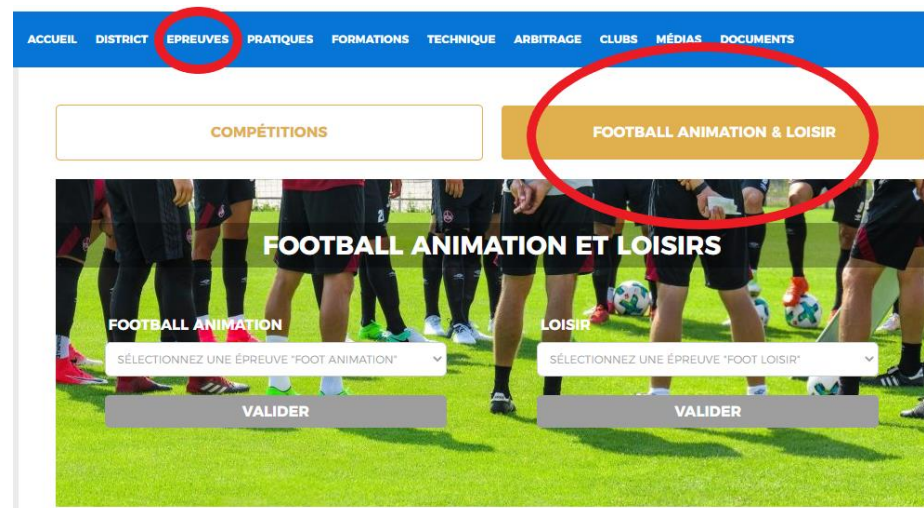 ACCUEIL DISTRICT EPREUVES PRATIQUES FORMATIONS TECHNIQUE ARBITRAGE CLUBS MÉDIAS DOCUMENTS
COMPÉTITIONS FOOTBALL ANIMATION & LOISIR
FOOTBALL ANIMATION ET LOISIRS
FOOTBALL ANIMATION LOISIR
SÉLECTIONNEZ UNE ÉPREUVE "FOOT ANIMATION" SÉLECTIONNEZ UNE ÉPREUVE "FOOT LOISIR"
VALIDER VALIDER